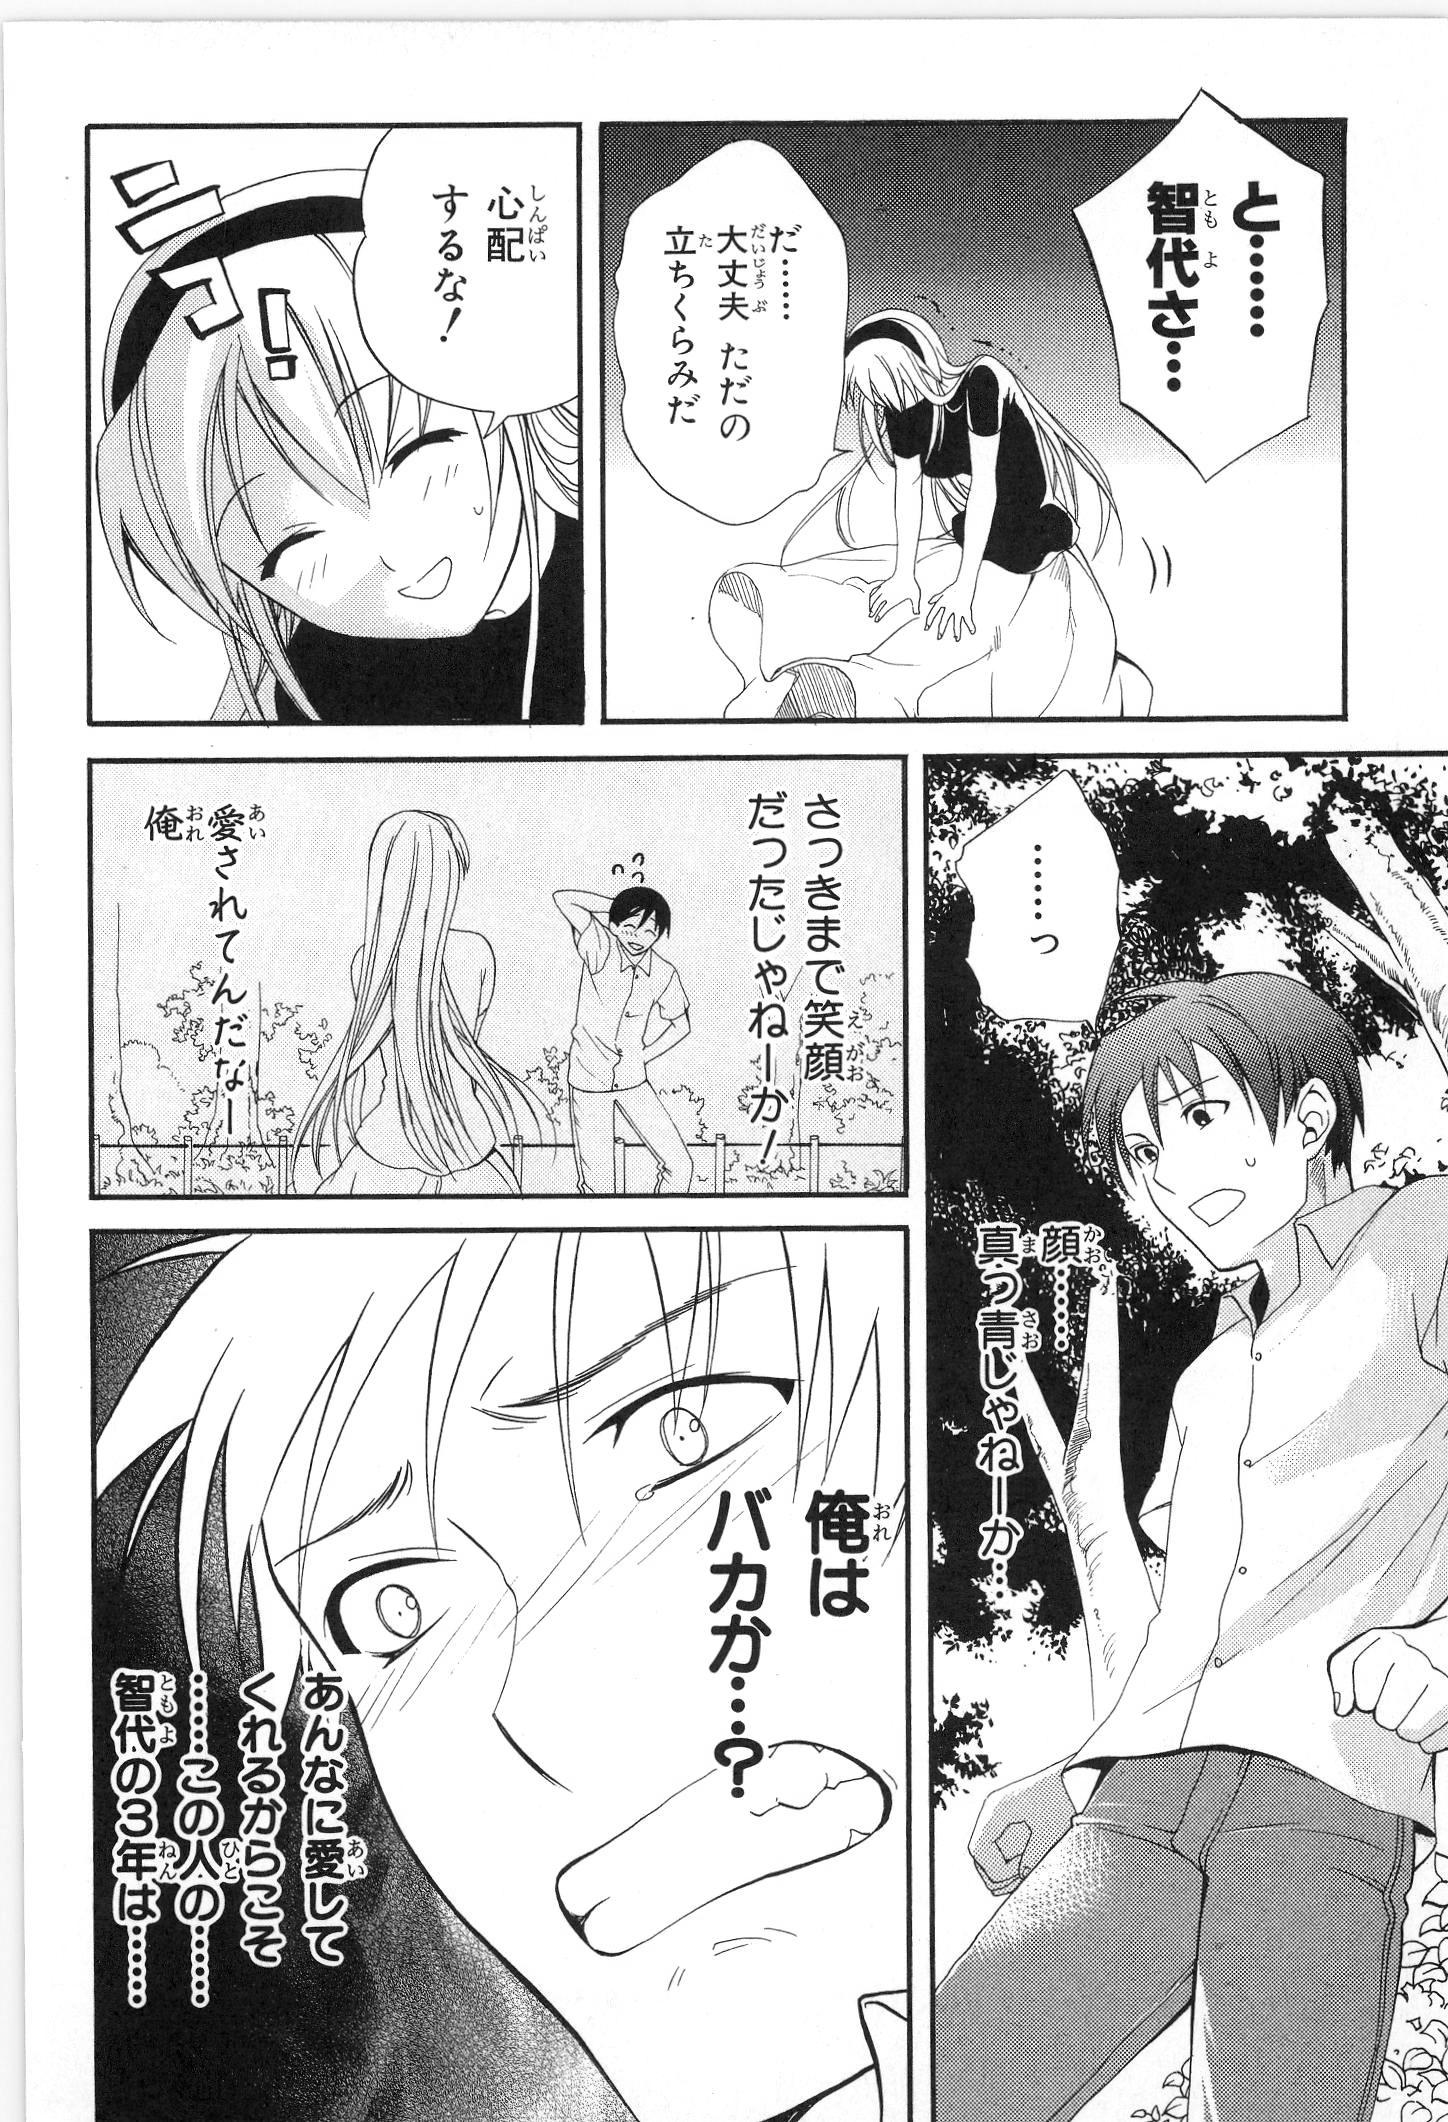 と……
智代さ…
だ……
大丈夫 ただの
立ちくらみだ
心配
するな！
ニコ！
……っ
顔……
真っ青じゃねーか…
さっきまで笑顔
だったじゃねーか！
愛されてんだなー
俺
俺は
バカか…？
あんなに愛して
くれるからこそ
……この人の……
智代の3年は……